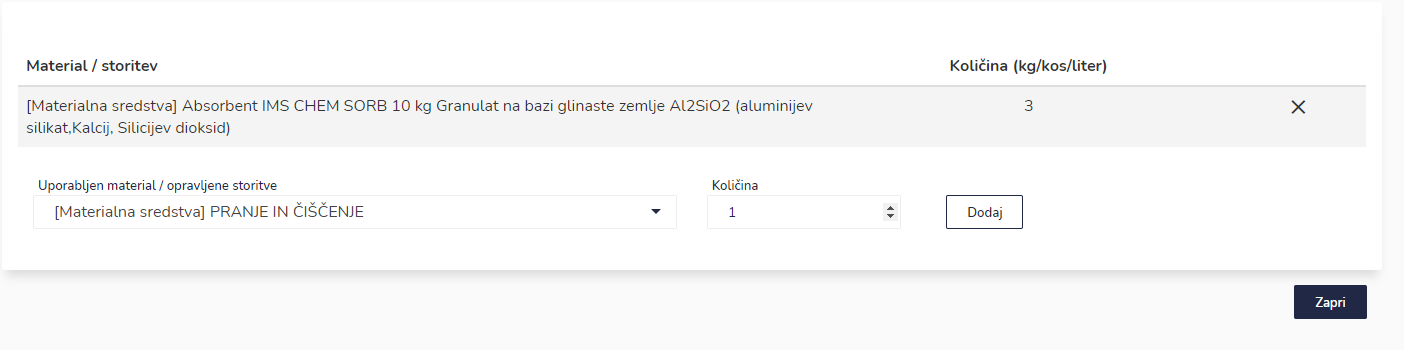 Material / storitev
Količina (kg/kos/liter)
[Materialna sredstva] Absorbent IMS CHEM SORB 10 kg Granulat na bazi glinaste zemlje Al2SiO2 (aluminijev
silikat,Kalcij, Silicijev dioksid)
3
Uporabljen material / opravljene storitve
Količina
[Materialna sredstva] PRANJE IN ČIŠČENJE
1
Dodaj
Zapri